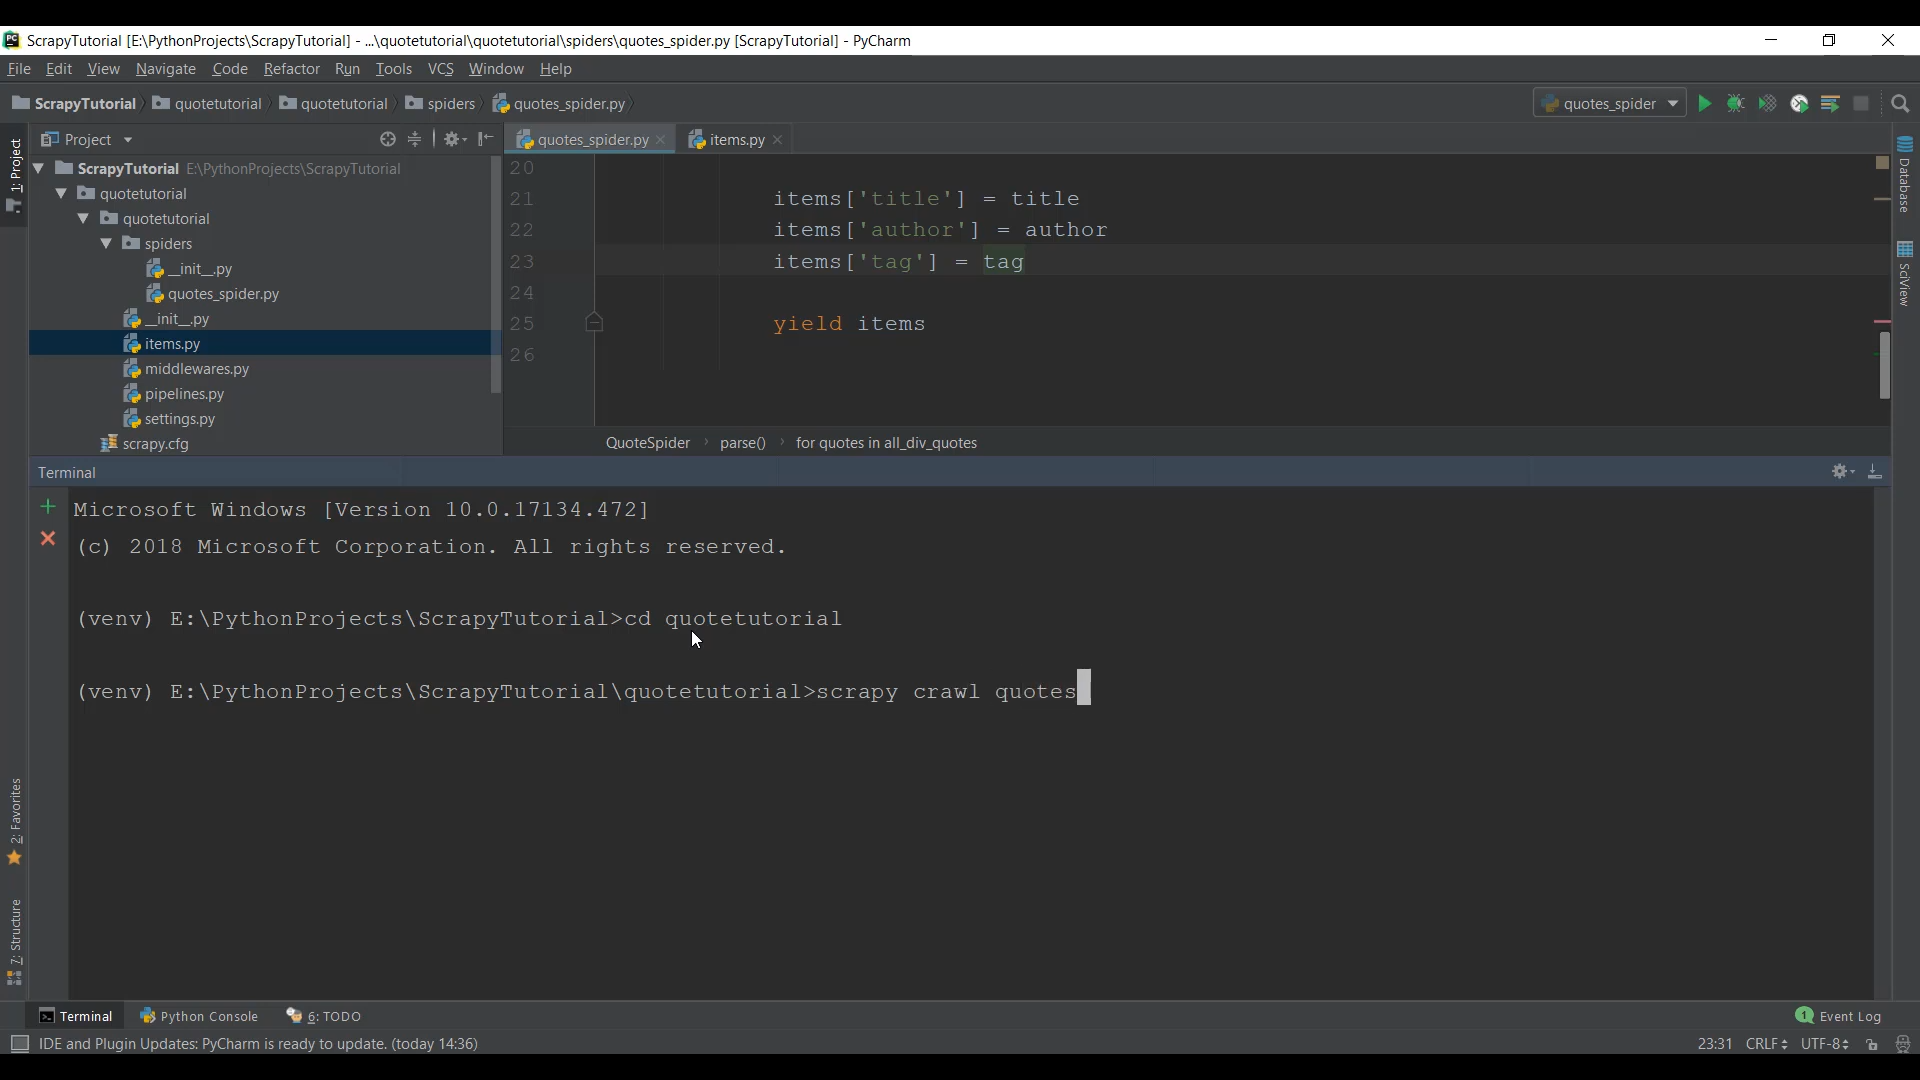 ScrapyTutorial [E:\PythonProjects\ScrapyTutorial] - ...\quotetutorial\quotetutorial\spiders\quotes_spider.py [ScrapyTutorial] - PyCharm
File Edit View Navigate Code Refactor Run Tools VCS Window Help
ScrapyTutorial quotetutorial quotetutorial spiders quotes_spider.py quotes_spider
1: Project
Project
ScrapyTutorial E:\PythonProjects\ScrapyTutorial
quotetutorial
quotetutorial
spiders
__init__.py
quotes_spider.py
__init__.py
items.py
middlewares.py
pipelines.py
settings.py
scrapy.cfg
quotes_spider.py items.py
20
21 items['title'] = title
22 items['author'] = author
23 items['tag'] = tag
24
25 yield items
26
QuoteSpider › parse() › for quotes in all_div_quotes
Database
SciView
Terminal
Microsoft Windows [Version 10.0.17134.472]
(c) 2018 Microsoft Corporation. All rights reserved.
(venv) E:\PythonProjects\ScrapyTutorial>cd quotetutorial
(venv) E:\PythonProjects\ScrapyTutorial\quotetutorial>scrapy crawl quotes
2: Favorites
7: Structure
Terminal Python Console 6: TODO 1 Event Log
IDE and Plugin Updates: PyCharm is ready to update. (today 14:36) 23:31 CRLF UTF-8